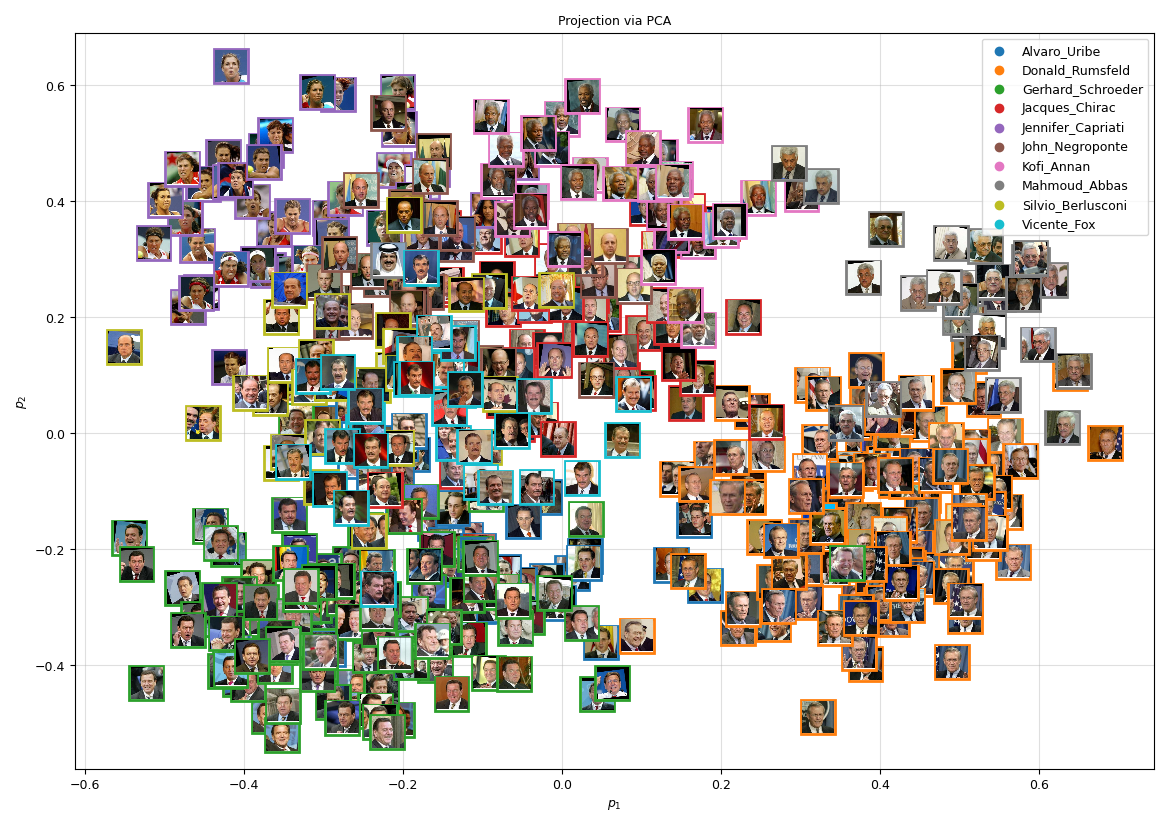 Projection via PCA
Alvaro_Uribe
Donald_Rumsfeld
Gerhard_Schroeder
Jacques_Chirac
Jennifer_Capriati
John_Negroponte
Kofi_Annan
Mahmoud_Abbas
Silvio_Berlusconi
Vicente_Fox
p₂
0.6
0.4
0.2
0.0
−0.2
−0.4
−0.6 −0.4 −0.2 0.0 0.2 0.4 0.6
p₁